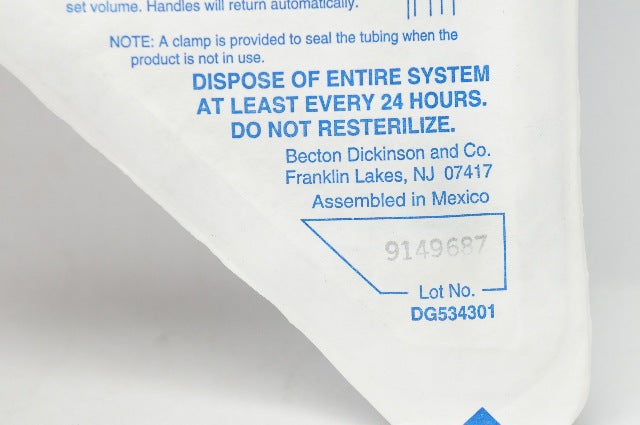 set volume. Handles will return automatically.
NOTE: A clamp is provided to seal the tubing when the
product is not in use.
DISPOSE OF ENTIRE SYSTEM
AT LEAST EVERY 24 HOURS.
DO NOT RESTERILIZE.
Becton Dickinson and Co.
Franklin Lakes, NJ 07417
Assembled in Mexico
9149687
Lot No.
DG534301